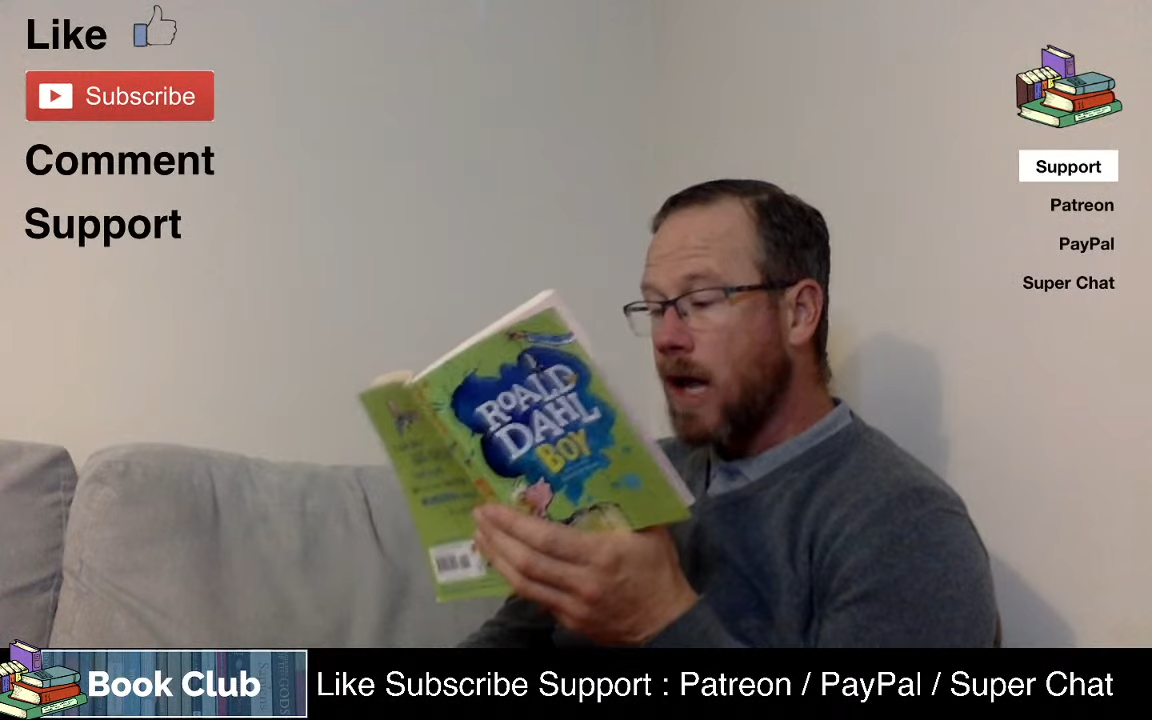 Like
Subscribe
Comment
Support
Support
Patreon
PayPal
Super Chat
ROALD
DAHL
BOY
Book Club
Like Subscribe Support : Patreon / PayPal / Super Chat